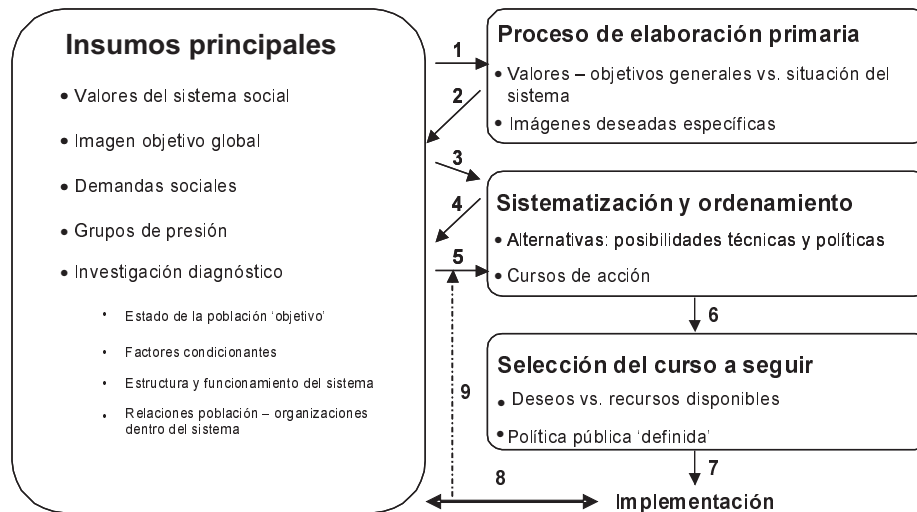 Insumos principales
• Valores del sistema social
• Imagen objetivo global
• Demandas sociales
• Grupos de presión
• Investigación diagnóstico
• Estado de la población ‘objetivo’
• Factores condicionantes
• Estructura y funcionamiento del sistema
• Relaciones población – organizaciones
dentro del sistema
1
2
3
4
5
Proceso de elaboración primaria
• Valores – objetivos generales vs. situación del
sistema
• Imágenes deseadas específicas
Sistematización y ordenamiento
• Alternativas: posibilidades técnicas y políticas
• Cursos de acción
6
Selección del curso a seguir
• Deseos vs. recursos disponibles
• Política pública ‘definida’
9
7
8
Implementación